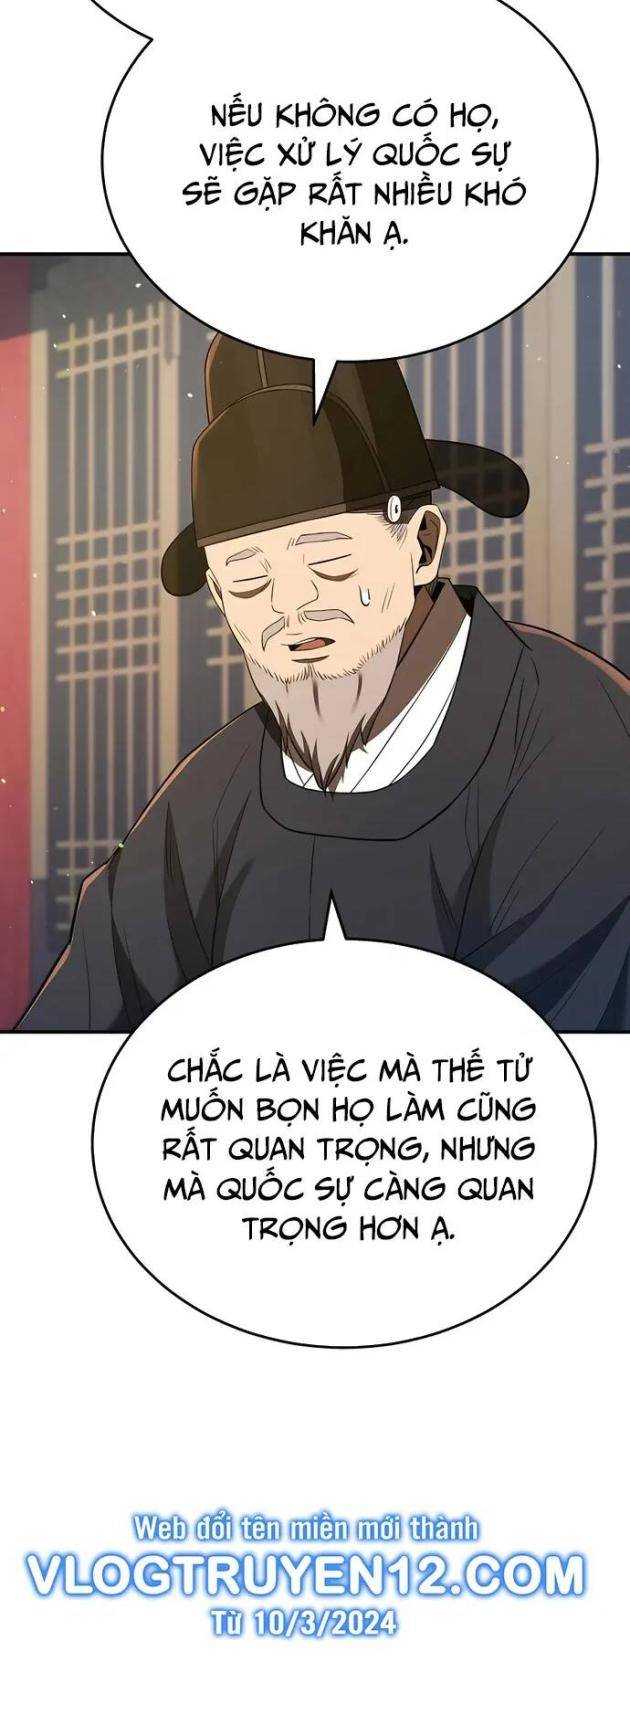 NẾU KHÔNG CÓ HỌ,
VIỆC XỬ LÝ QUỐC SỰ
SẼ GẶP RẤT NHIỀU KHÓ
KHĂN Ạ.
CHẮC LÀ VIỆC MÀ THẾ TỬ
MUỐN BỌN HỌ LÀM CŨNG
RẤT QUAN TRỌNG, NHƯNG
MÀ QUỐC SỰ CÀNG QUAN
TRỌNG HƠN Ạ.
Web đổi tên miền mới thành
VLOGTRUYEN12.COM
Từ 10/3/2024